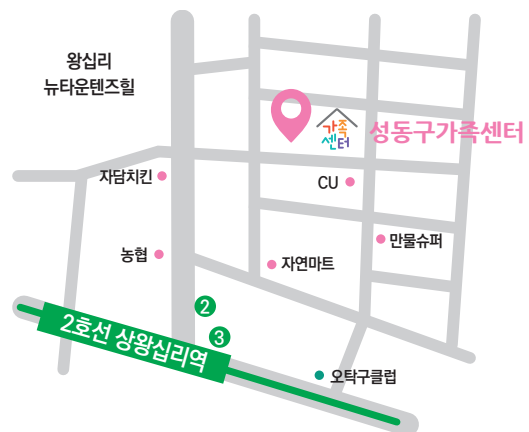 왕십리
뉴타운텐즈힐
가족
센터
성동구가족센터
자담치킨
CU
농협
자연마트
만물슈퍼
2
3
2호선 상왕십리역
오탁구클럽